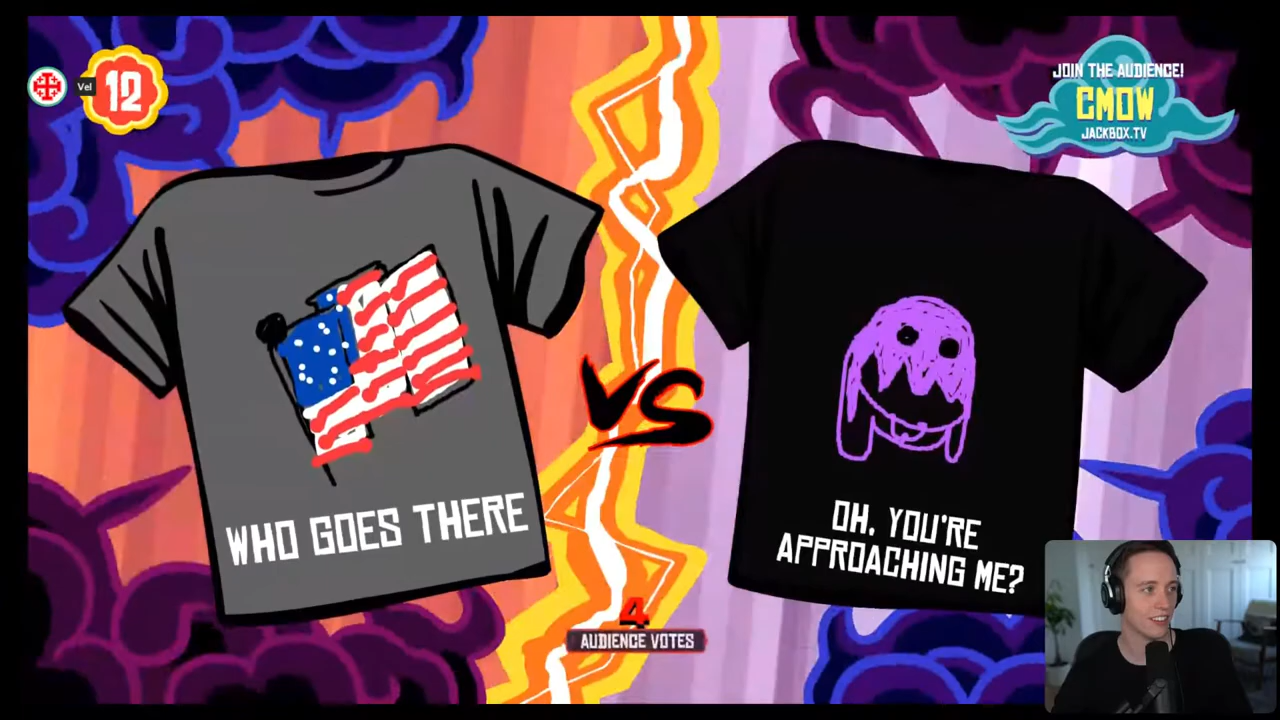 Vel
12
JOIN THE AUDIENCE!
CMOW
JACKBOX.TV
VS
WHO GOES THERE
OH, YOU'RE
APPROACHING ME?
4
AUDIENCE VOTES